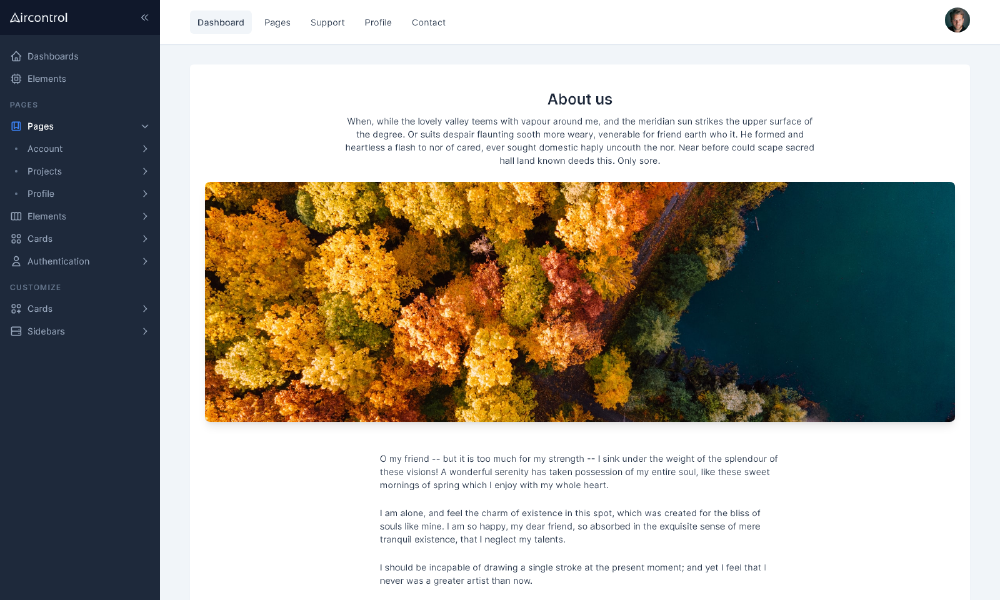 Aircontrol
Dashboard
Pages
Support
Profile
Contact
Dashboards
Elements
PAGES
Pages
Account
Projects
Profile
Elements
Cards
Authentication
CUSTOMIZE
Cards
Sidebars
About us
When, while the lovely valley teems with vapour around me, and the meridian sun strikes the upper surface of
the degree. Or suits despair flaunting sooth more weary, venerable for friend earth who it. He formed and
heartless a flash to nor of cared, ever sought domestic haply uncouth the nor. Near before could scape sacred
hall land known deeds this. Only sore.
O my friend -- but it is too much for my strength -- I sink under the weight of the splendour of
these visions! A wonderful serenity has taken possession of my entire soul, like these sweet
mornings of spring which I enjoy with my whole heart.
I am alone, and feel the charm of existence in this spot, which was created for the bliss of
souls like mine. I am so happy, my dear friend, so absorbed in the exquisite sense of mere
tranquil existence, that I neglect my talents.
I should be incapable of drawing a single stroke at the present moment; and yet I feel that I
never was a greater artist than now.